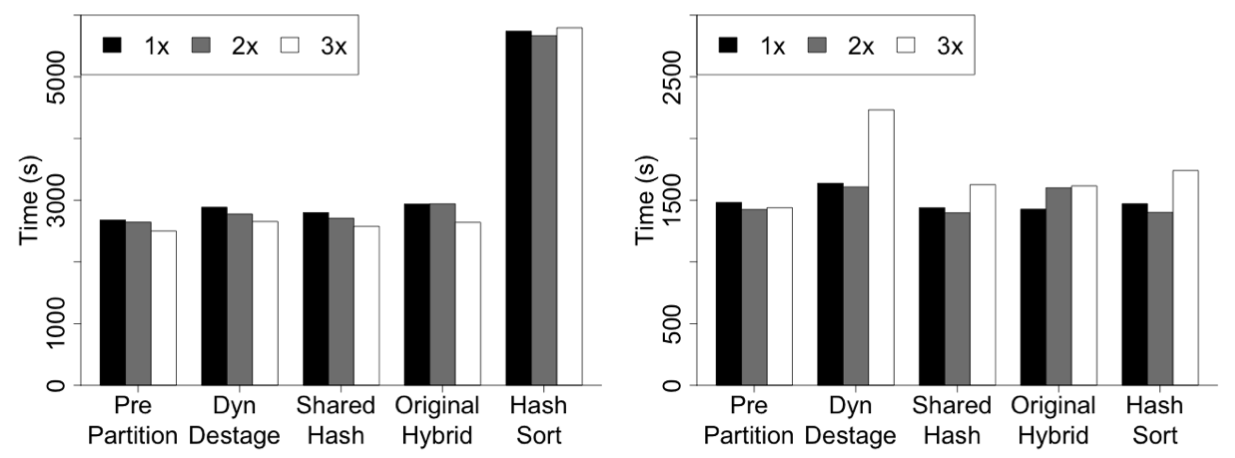 1x 2x 3x
Time (s)
5000
3000
1000
0
Pre Partition
Dyn Destage
Shared Hash
Original Hybrid
Hash Sort
1x 2x 3x
Time (s)
2500
1500
500
0
Pre Partition
Dyn Destage
Shared Hash
Original Hybrid
Hash Sort